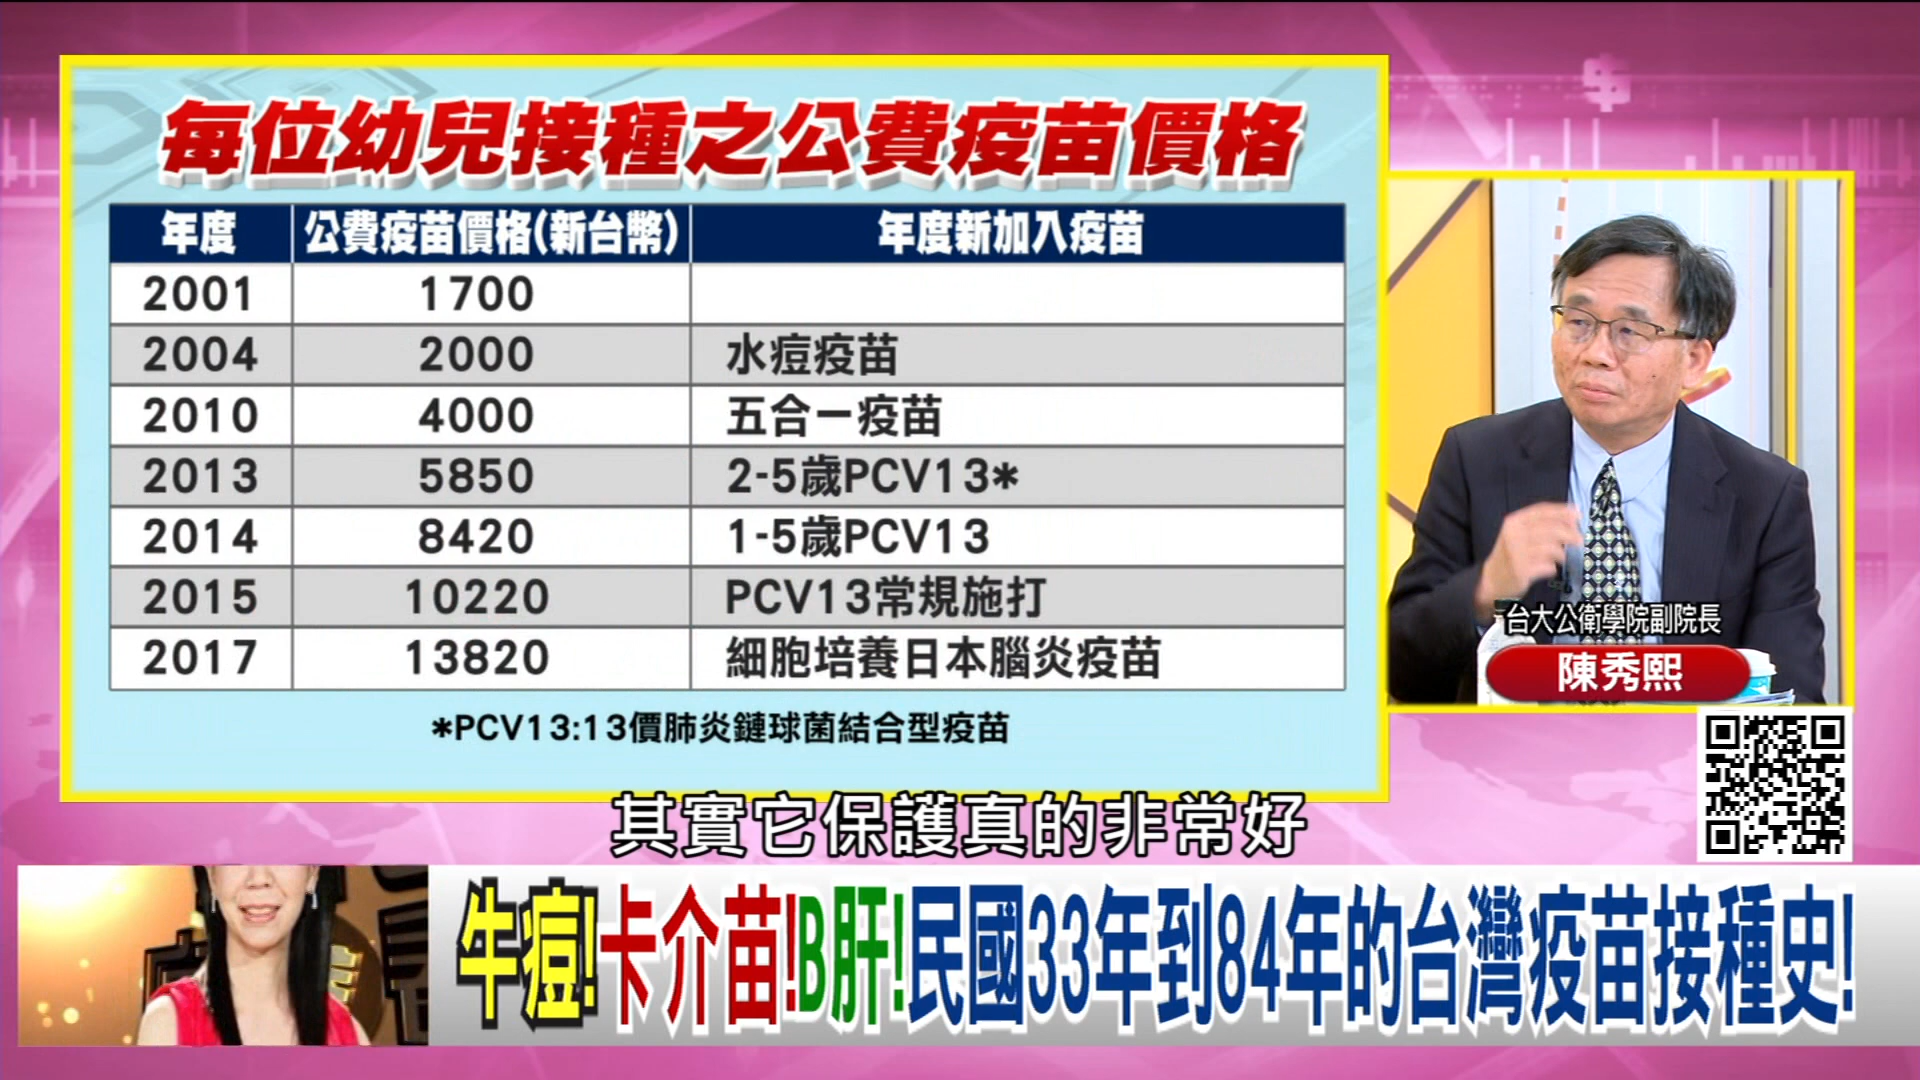 每位幼兒接種之公費疫苗價格
年度 公費疫苗價格(新台幣) 年度新加入疫苗
2001 1700
2004 2000 水痘疫苗
2010 4000 五合一疫苗
2013 5850 2-5歲PCV13*
2014 8420 1-5歲PCV13
2015 10220 PCV13常規施打
2017 13820 細胞培養日本腦炎疫苗
*PCV13:13價肺炎鏈球菌結合型疫苗
台大公衛學院副院長
陳秀熙
其實它保護真的非常好
牛痘!卡介苗!B肝!民國33年到84年的台灣疫苗接種史!